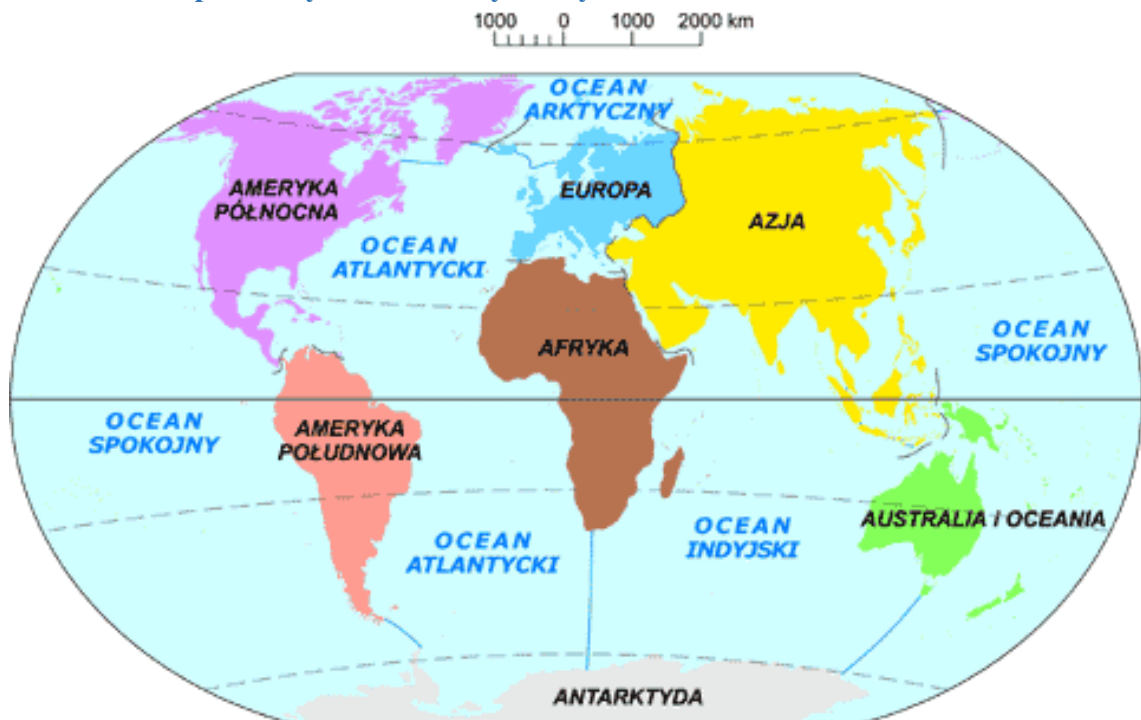 1000 0 1000 2000 km
OCEAN
ARKTYCZNY
AMERYKA
PÓŁNOCNA
EUROPA
AZJA
OCEAN
ATLANTYCKI
OCEAN
SPOKOJNY
AFRYKA
OCEAN
SPOKOJNY
AMERYKA
POŁUDNOWA
AUSTRALIA I OCEANIA
OCEAN
INDYJSKI
OCEAN
ATLANTYCKI
ANTARKTYDA